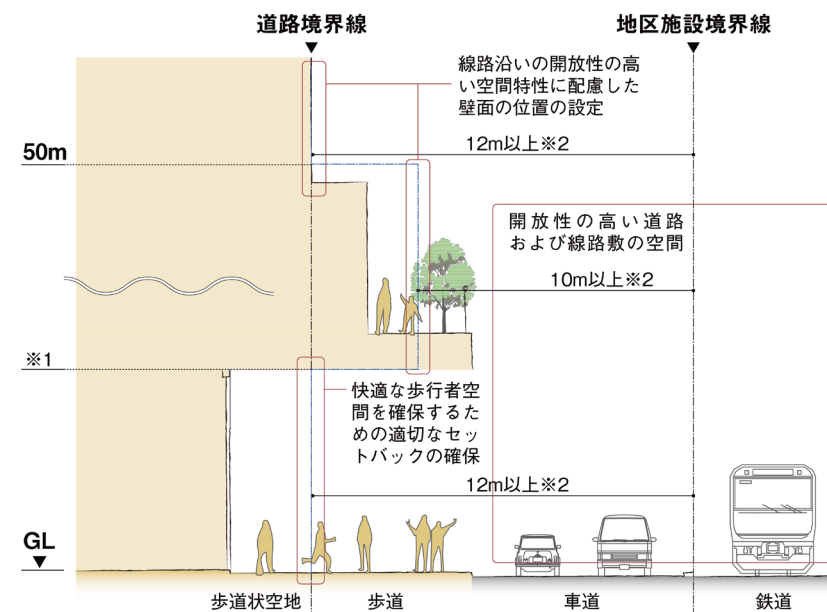 道路境界線
地区施設境界線
線路沿いの開放性の高
い空間特性に配慮した
壁面の位置の設定
12m以上※2
50m
開放性の高い道路
および線路敷の空間
10m以上※2
※1
快適な歩行者空
間を確保するた
めの適切なセッ
トバックの確保
12m以上※2
GL
歩道状空地
歩道
車道
鉄道